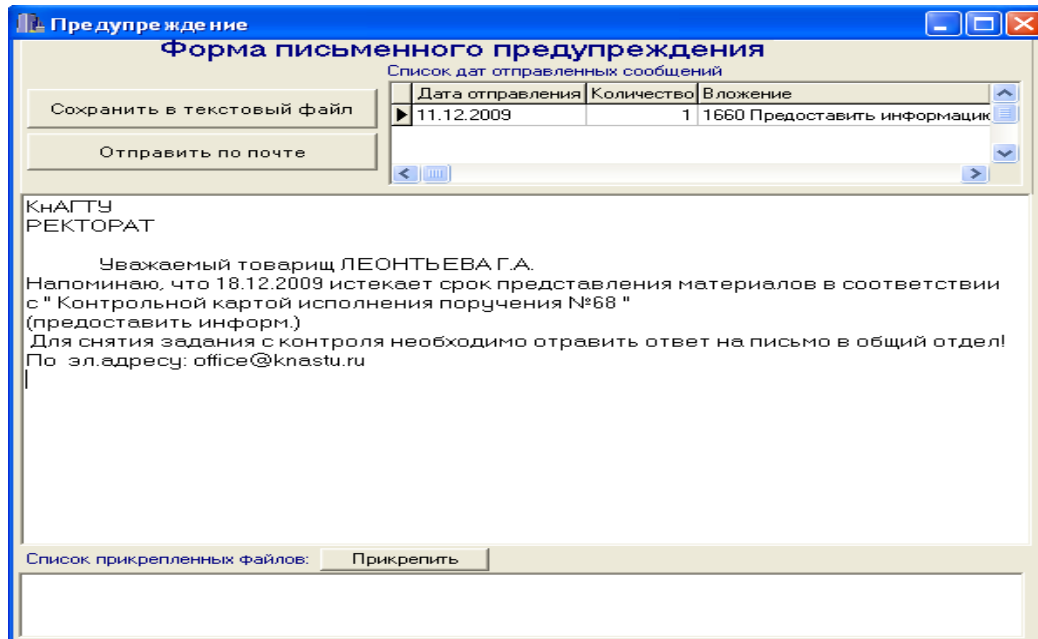 Предупреждение
Форма письменного предупреждения
Список дат отправленных сообщений
Сохранить в текстовый файл
Отправить по почте
Дата отправления Количество Вложение
11.12.2009 1 1660 Предоставить информацик
КнАГТУ
РЕКТОРАТ
Уважаемый товарищ ЛЕОНТЬЕВА Г.А.
Напоминаю, что 18.12.2009 истекает срок представления материалов в соответствии
с " Контрольной картой исполнения поручения №68 "
(предоставить информ.)
Для снятия задания с контроля необходимо отравить ответ на письмо в общий отдел!
По эл.адресу: office@knastu.ru
Список прикрепленных файлов: Прикрепить